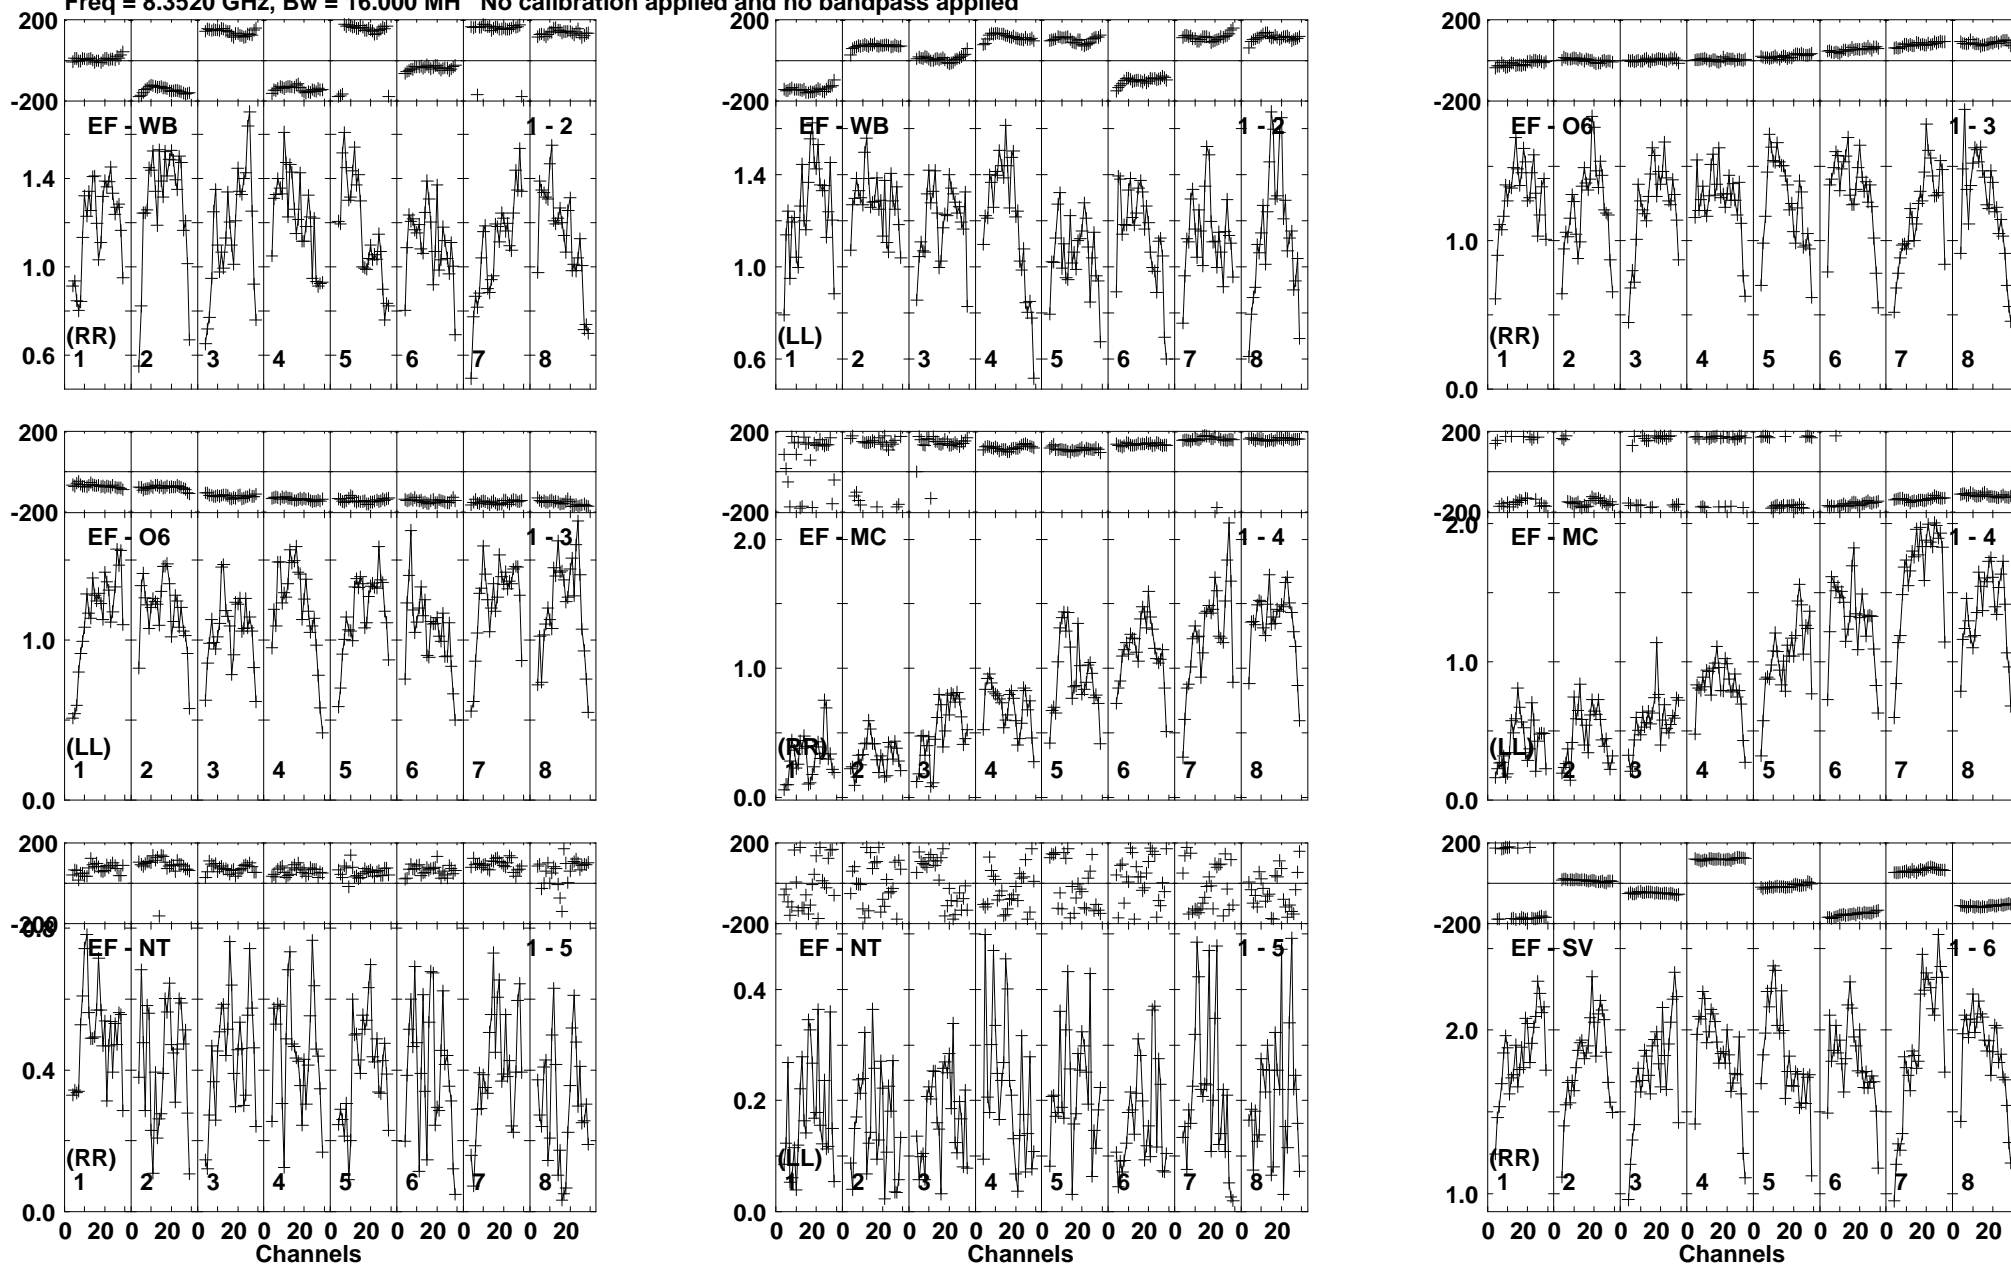 Freq = 8.3520 GHz, Bw = 16.000 MH No calibration applied and no bandpass applied
200 200 200
-200 -200 -200
EF - WB 1 - 2 EF - WB 1 - 2 EF - O6 1 - 3
1.4 1.4
1.0 1.0 1.0
(RR) (LL) (RR)
0.6 0.6
1 2 3 4 5 6 7 8 1 2 3 4 5 6 7 8 1 2 3 4 5 6 7 8
0.0
200 200 200
-200 -200 -200
EF - O6 1 - 3 EF - MC 1 - 4 EF - MC 1 - 4
2.0 2.0
1.0 1.0 1.0
(LL) (RR) (LL)
1 2 3 4 5 6 7 8 1 2 3 4 5 6 7 8 1 2 3 4 5 6 7 8
0.0 0.0 0.0
200 200 200
-200 -200 -200
0.8
EF - NT 1 - 5 EF - NT 1 - 5 EF - SV 1 - 6
0.4 0.4 2.0
0.2
(RR) (LL) (RR)
1 2 3 4 5 6 7 8 1 2 3 4 5 6 7 8 1 2 3 4 5 6 7 8
0.0 0.0 1.0
0 20 0 20 0 20 0 20 0 20 0 20 0 20 0 20 0 20 0 20 0 20 0 20 0 20 0 20 0 20 0 20 0 20 0 20 0 20 0 20 0 20 0 20 0 20 0 20
Channels Channels Channels